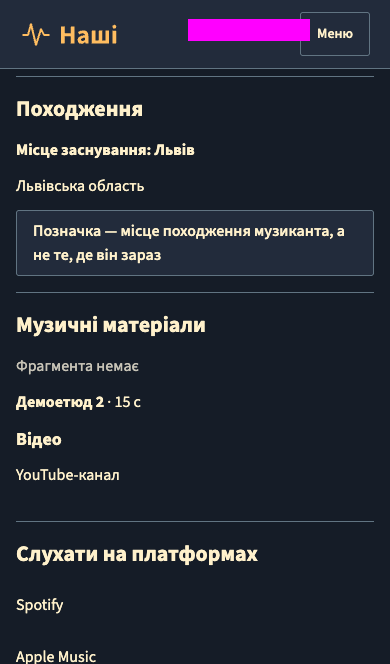 Наші
Меню
Походження
Місце заснування: Львів
Львівська область
Позначка — місце походження музиканта, а
не те, де він зараз
Музичні матеріали
Фрагмента немає
Демоетюд 2 · 15 с
Відео
YouTube-канал
Слухати на платформах
Spotify
Apple Music